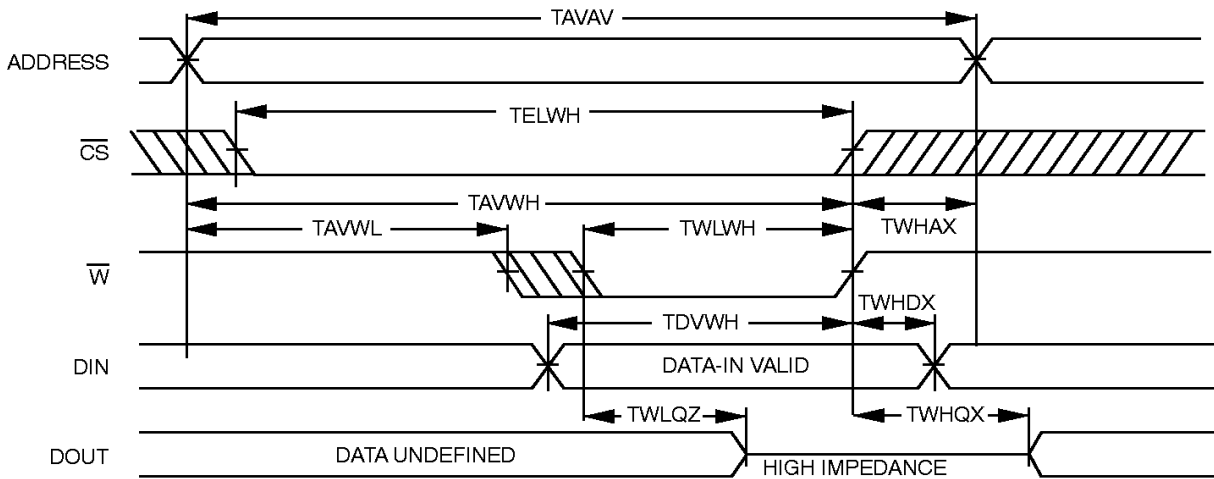 TAVAV
ADDRESS
TELWH
CS
TAVWH
TAVWL
TWLWH
TWHAX
W
TWHDX
TDVWH
DIN
DATA-IN VALID
TWLQZ
TWHQX
DOUT
DATA UNDEFINED
HIGH IMPEDANCE